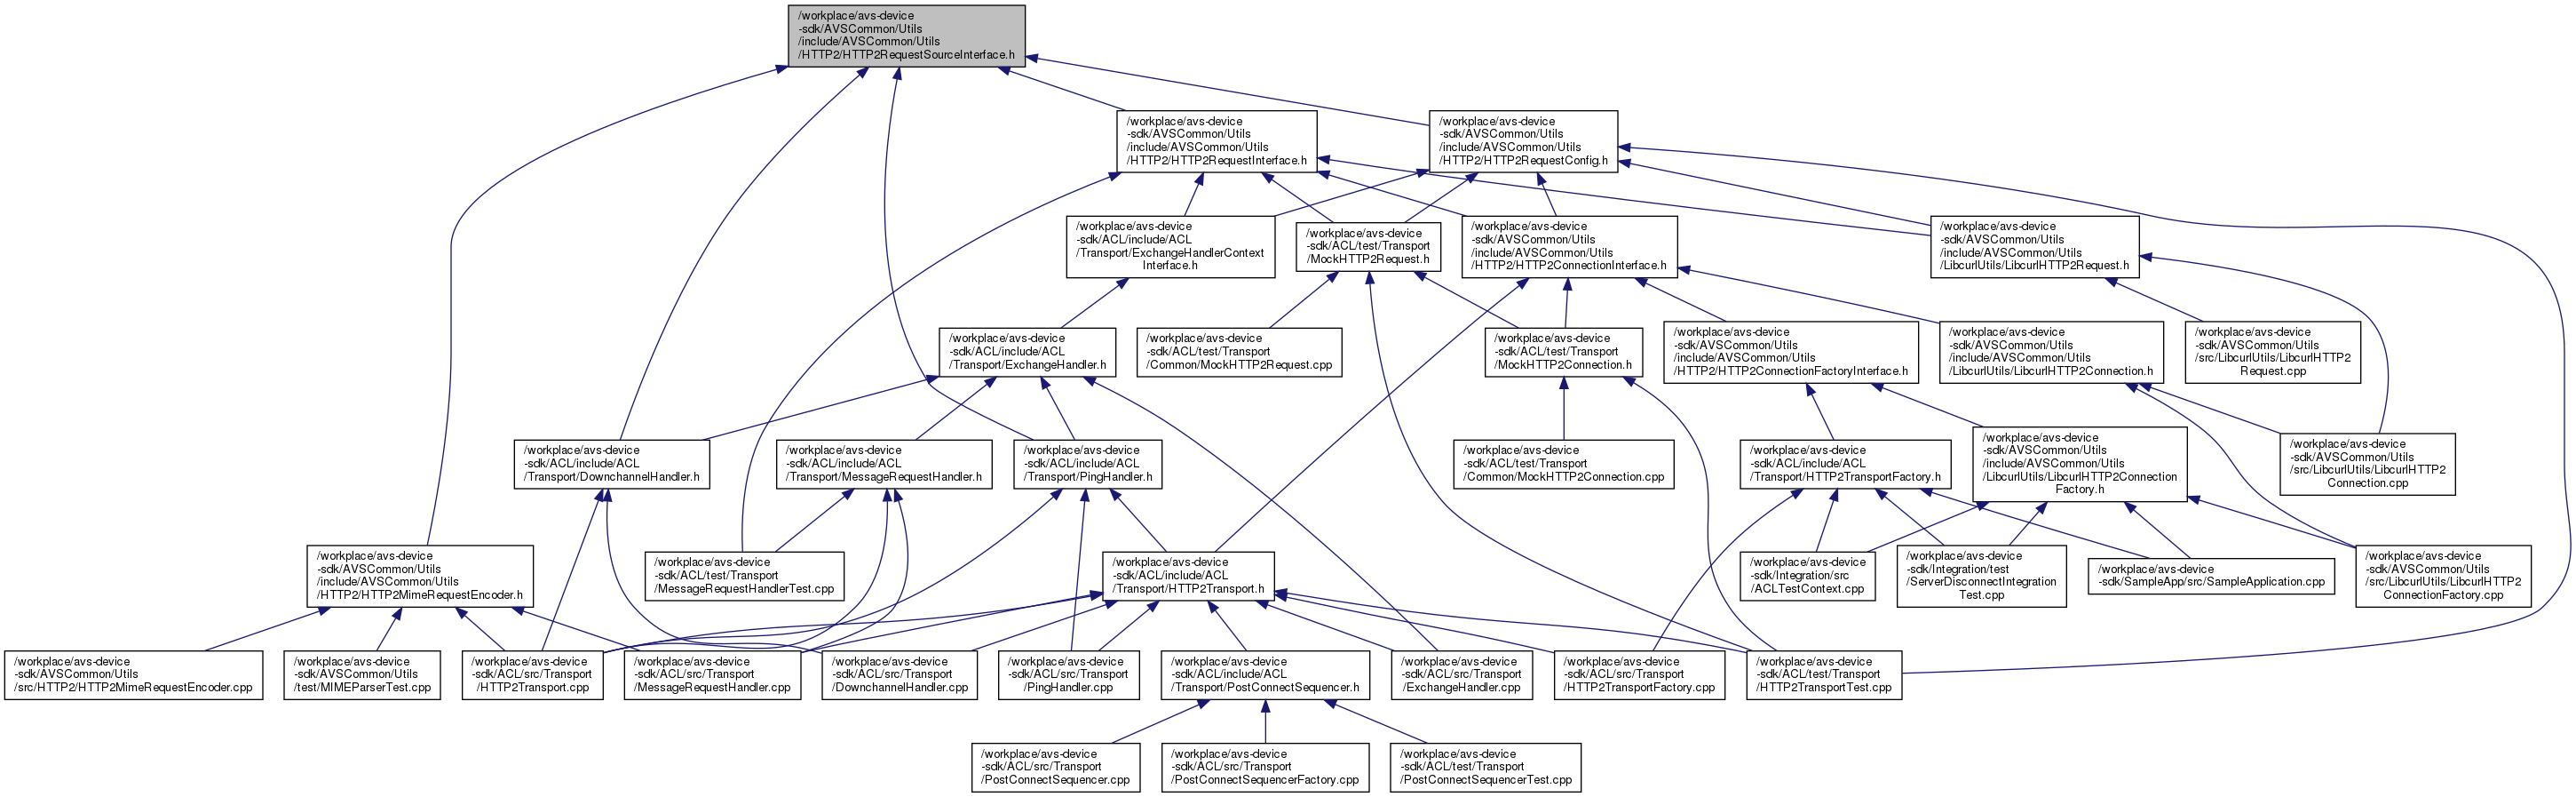 /workplace/avs-device
-sdk/AVSCommon/Utils
/include/AVSCommon/Utils
/HTTP2/HTTP2RequestSourceInterface.h
/workplace/avs-device
-sdk/AVSCommon/Utils
/include/AVSCommon/Utils
/HTTP2/HTTP2RequestInterface.h
/workplace/avs-device
-sdk/AVSCommon/Utils
/include/AVSCommon/Utils
/HTTP2/HTTP2RequestConfig.h
/workplace/avs-device
-sdk/ACL/include/ACL
/Transport/ExchangeHandlerContext
Interface.h
/workplace/avs-device
-sdk/ACL/test/Transport
/MockHTTP2Request.h
/workplace/avs-device
-sdk/AVSCommon/Utils
/include/AVSCommon/Utils
/HTTP2/HTTP2ConnectionInterface.h
/workplace/avs-device
-sdk/AVSCommon/Utils
/include/AVSCommon/Utils
/LibcurlUtils/LibcurlHTTP2Request.h
/workplace/avs-device
-sdk/ACL/include/ACL
/Transport/ExchangeHandler.h
/workplace/avs-device
-sdk/ACL/test/Transport
/Common/MockHTTP2Request.cpp
/workplace/avs-device
-sdk/ACL/test/Transport
/MockHTTP2Connection.h
/workplace/avs-device
-sdk/AVSCommon/Utils
/include/AVSCommon/Utils
/HTTP2/HTTP2ConnectionFactoryInterface.h
/workplace/avs-device
-sdk/AVSCommon/Utils
/include/AVSCommon/Utils
/LibcurlUtils/LibcurlHTTP2Connection.h
/workplace/avs-device
-sdk/AVSCommon/Utils
/src/LibcurlUtils/LibcurlHTTP2
Request.cpp
/workplace/avs-device
-sdk/ACL/include/ACL
/Transport/DownchannelHandler.h
/workplace/avs-device
-sdk/ACL/include/ACL
/Transport/MessageRequestHandler.h
/workplace/avs-device
-sdk/ACL/include/ACL
/Transport/PingHandler.h
/workplace/avs-device
-sdk/ACL/test/Transport
/Common/MockHTTP2Connection.cpp
/workplace/avs-device
-sdk/ACL/include/ACL
/Transport/HTTP2TransportFactory.h
/workplace/avs-device
-sdk/AVSCommon/Utils
/include/AVSCommon/Utils
/LibcurlUtils/LibcurlHTTP2Connection
Factory.h
/workplace/avs-device
-sdk/AVSCommon/Utils
/src/LibcurlUtils/LibcurlHTTP2
Connection.cpp
/workplace/avs-device
-sdk/AVSCommon/Utils
/include/AVSCommon/Utils
/HTTP2/HTTP2MimeRequestEncoder.h
/workplace/avs-device
-sdk/ACL/test/Transport
/MessageRequestHandlerTest.cpp
/workplace/avs-device
-sdk/ACL/include/ACL
/Transport/HTTP2Transport.h
/workplace/avs-device
-sdk/Integration/src
/ACLTestContext.cpp
/workplace/avs-device
-sdk/Integration/test
/ServerDisconnectIntegration
Test.cpp
/workplace/avs-device
-sdk/SampleApp/src/SampleApplication.cpp
/workplace/avs-device
-sdk/AVSCommon/Utils
/src/LibcurlUtils/LibcurlHTTP2
ConnectionFactory.cpp
/workplace/avs-device
-sdk/AVSCommon/Utils
/src/HTTP2/HTTP2MimeRequestEncoder.cpp
/workplace/avs-device
-sdk/AVSCommon/Utils
/test/MIMEParserTest.cpp
/workplace/avs-device
-sdk/ACL/src/Transport
/HTTP2Transport.cpp
/workplace/avs-device
-sdk/ACL/src/Transport
/MessageRequestHandler.cpp
/workplace/avs-device
-sdk/ACL/src/Transport
/DownchannelHandler.cpp
/workplace/avs-device
-sdk/ACL/src/Transport
/PingHandler.cpp
/workplace/avs-device
-sdk/ACL/include/ACL
/Transport/PostConnectSequencer.h
/workplace/avs-device
-sdk/ACL/src/Transport
/ExchangeHandler.cpp
/workplace/avs-device
-sdk/ACL/src/Transport
/HTTP2TransportFactory.cpp
/workplace/avs-device
-sdk/ACL/test/Transport
/HTTP2TransportTest.cpp
/workplace/avs-device
-sdk/ACL/src/Transport
/PostConnectSequencer.cpp
/workplace/avs-device
-sdk/ACL/src/Transport
/PostConnectSequencerFactory.cpp
/workplace/avs-device
-sdk/ACL/test/Transport
/PostConnectSequencerTest.cpp